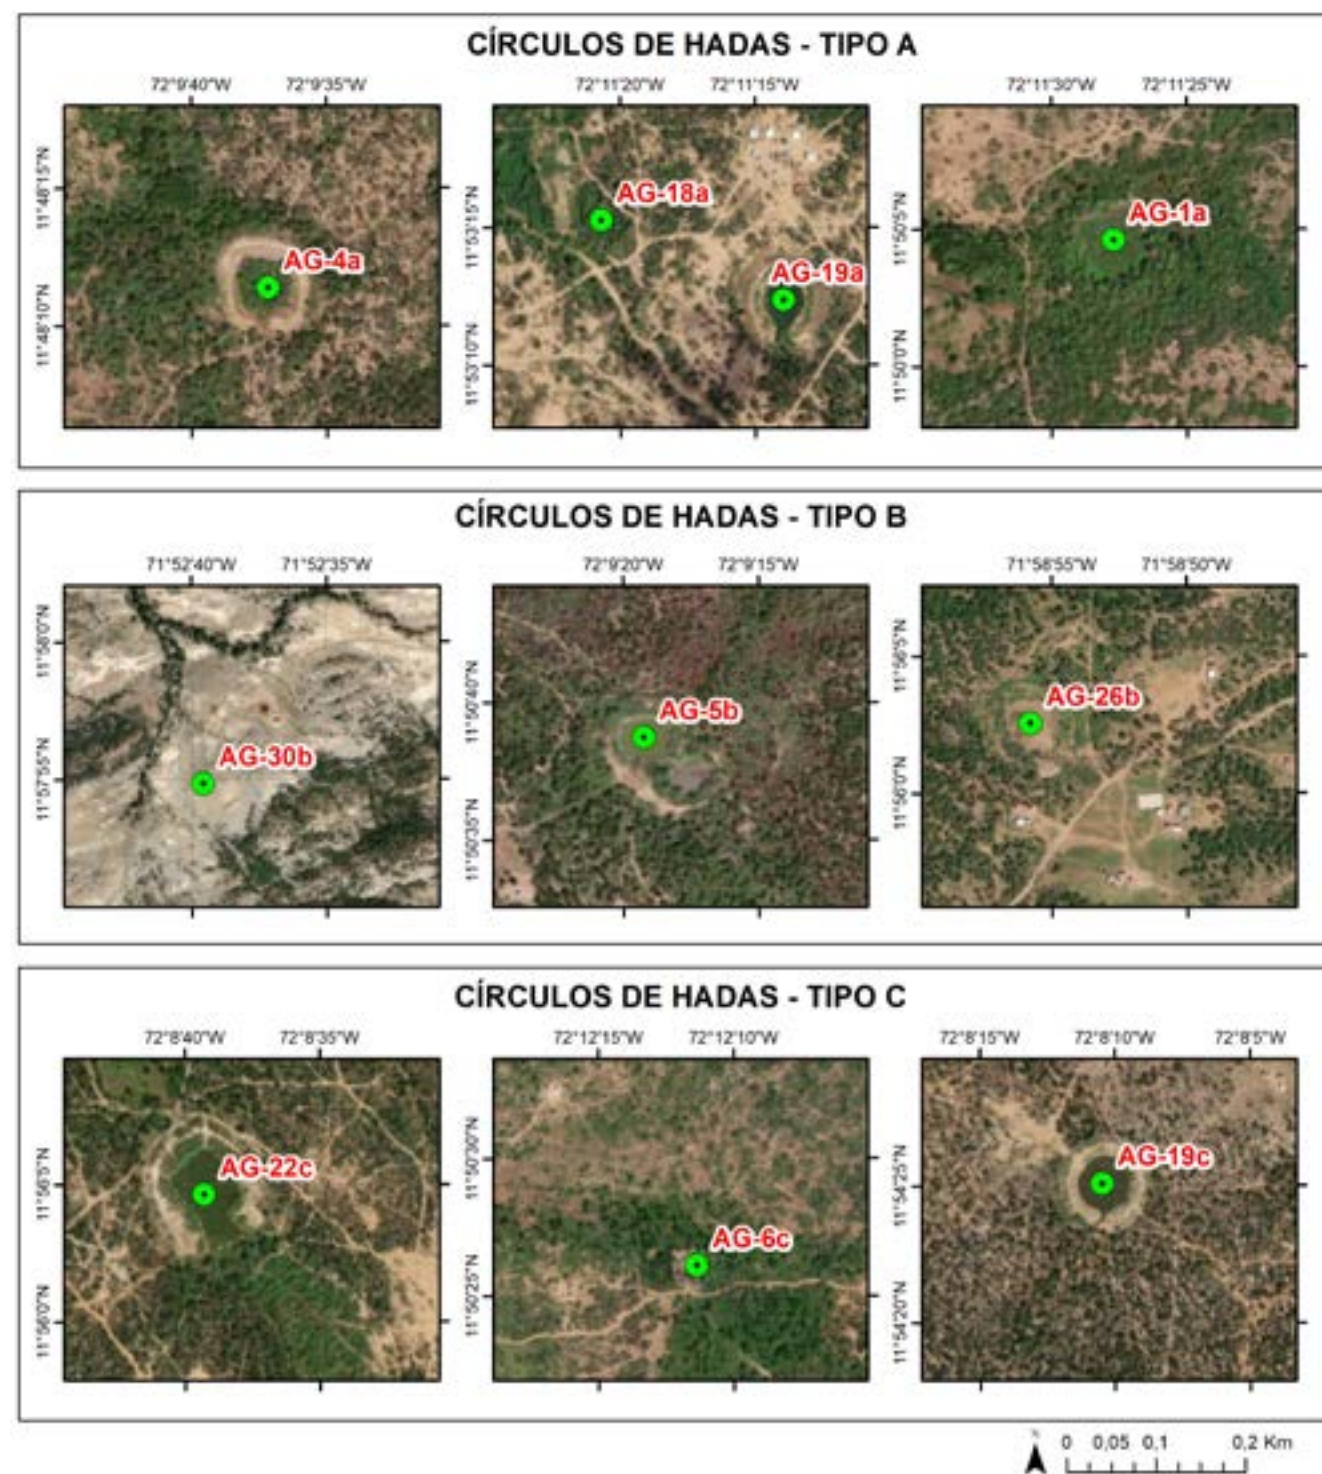 CÍRCULOS DE HADAS - TIPO A
72°9'40"W 72°9'35"W
11°48'15"N
11°48'10"N
AG-4a
72°11'20"W 72°11'14"W
11°53'15"N
11°53'10"N
AG-18a
AG-19a
72°11'30"W 72°11'25"W
11°50'5"N
11°50'0"N
AG-1a
CÍRCULOS DE HADAS - TIPO B
71°52'40"W 71°52'35"W
11°58'0"N
11°57'55"N
AG-30b
72°9'20"W 72°9'15"W
11°50'40"N
11°50'35"N
AG-5b
71°58'55"W 71°58'50"W
11°56'5"N
11°56'0"N
AG-26b
CÍRCULOS DE HADAS - TIPO C
72°8'40"W 72°8'35"W
11°56'5"N
11°56'0"N
AG-22c
72°12'15"W 72°12'10"W
11°50'30"N
11°50'25"N
AG-6c
72°8'15"W 72°8'10"W 72°8'5"W
11°54'25"N
11°54'20"N
AG-19c
N
0 0,05 0,1 0,2 Km